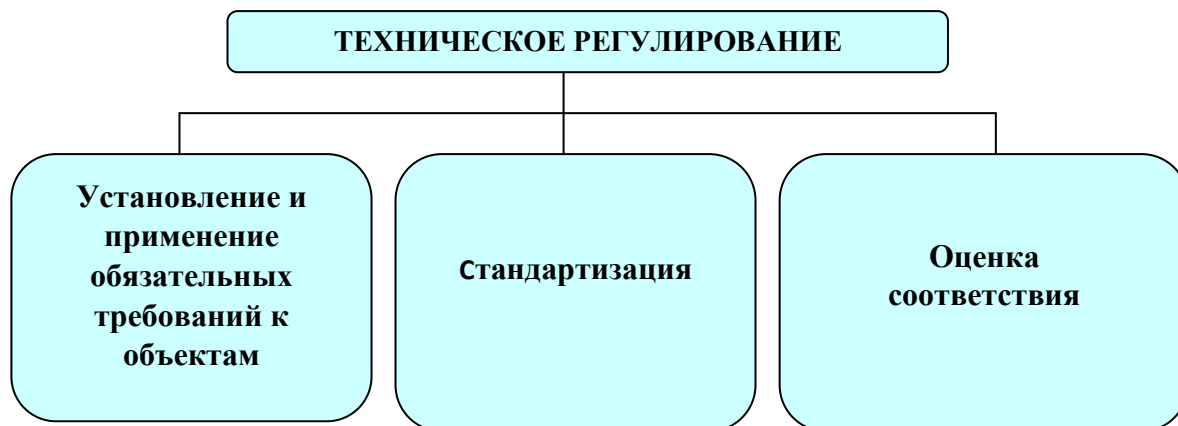 ТЕХНИЧЕСКОЕ РЕГУЛИРОВАНИЕ
Установление и
применение
обязательных
требований к
объектам
Стандартизация
Оценка
соответствия